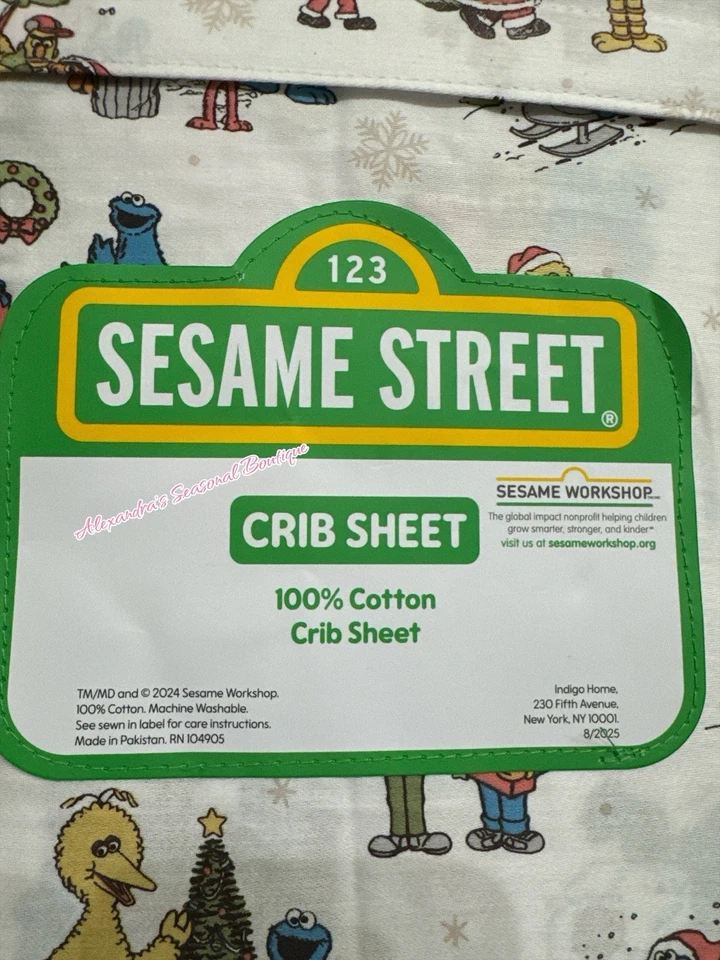 123
SESAME STREET®
Alexandra's Seasonal Boutique
SESAME WORKSHOP
The global impact nonprofit helping children
grow smarter, stronger, and kinder
visit us at sesameworkshop.org
CRIB SHEET
100% Cotton
Crib Sheet
TM/MD and © 2024 Sesame Workshop.
100% Cotton. Machine Washable.
See sewn in label for care instructions.
Made in Pakistan. RN 104905
Indigo Home,
230 Fifth Avenue,
New York, NY 10001.
8/2025